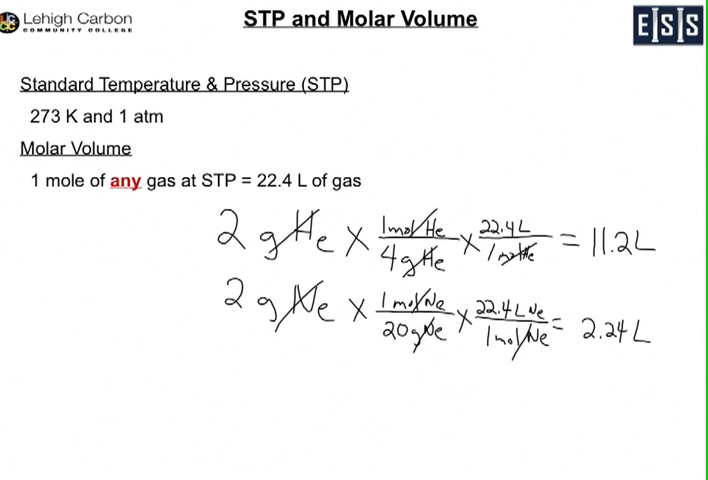 Lehigh Carbon
COMMUNITY COLLEGE
STP and Molar Volume
E|S|S
Standard Temperature & Pressure (STP)
273 K and 1 atm
Molar Volume
1 mole of any gas at STP = 22.4 L of gas
2 g He x 1 mol He / 4 g He x 22.4 L / 1 mol He = 11.2 L
2 g Ne x 1 mol Ne / 20 g Ne x 22.4 L Ne / 1 mol Ne = 2.24 L